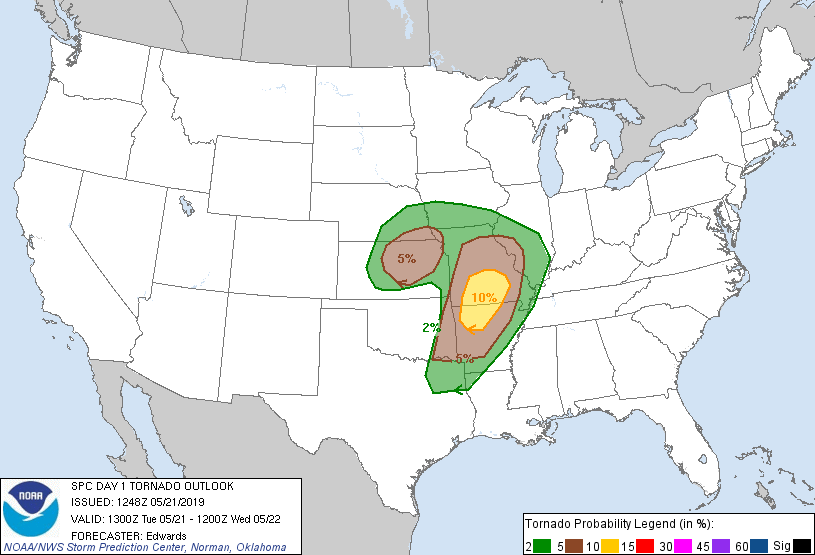 5%
10%
2%
5%
NOAA
SPC DAY 1 TORNADO OUTLOOK
ISSUED: 1248Z 05/21/2019
VALID: 1300Z Tue 05/21 - 1200Z Wed 05/22
FORECASTER: Edwards
NOAA/NWS Storm Prediction Center, Norman, Oklahoma
Tornado Probability Legend (in %):
2 5 10 15 30 45 60 Sig